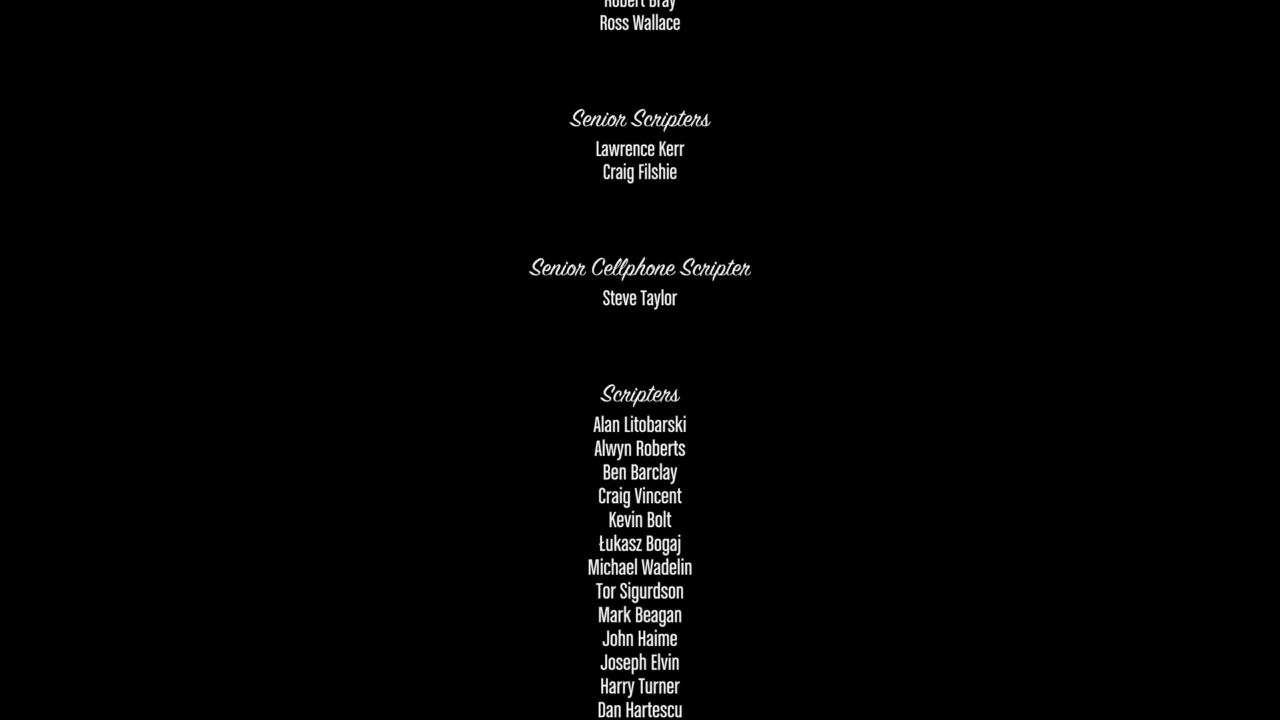 Robert Bray
Ross Wallace
Senior Scripters
Lawrence Kerr
Craig Filshie
Senior Cellphone Scripter
Steve Taylor
Scripters
Alan Litobarski
Alwyn Roberts
Ben Barclay
Craig Vincent
Kevin Bolt
Łukasz Bogaj
Michael Wadelin
Tor Sigurdson
Mark Beagan
John Haime
Joseph Elvin
Harry Turner
Dan Hartescu